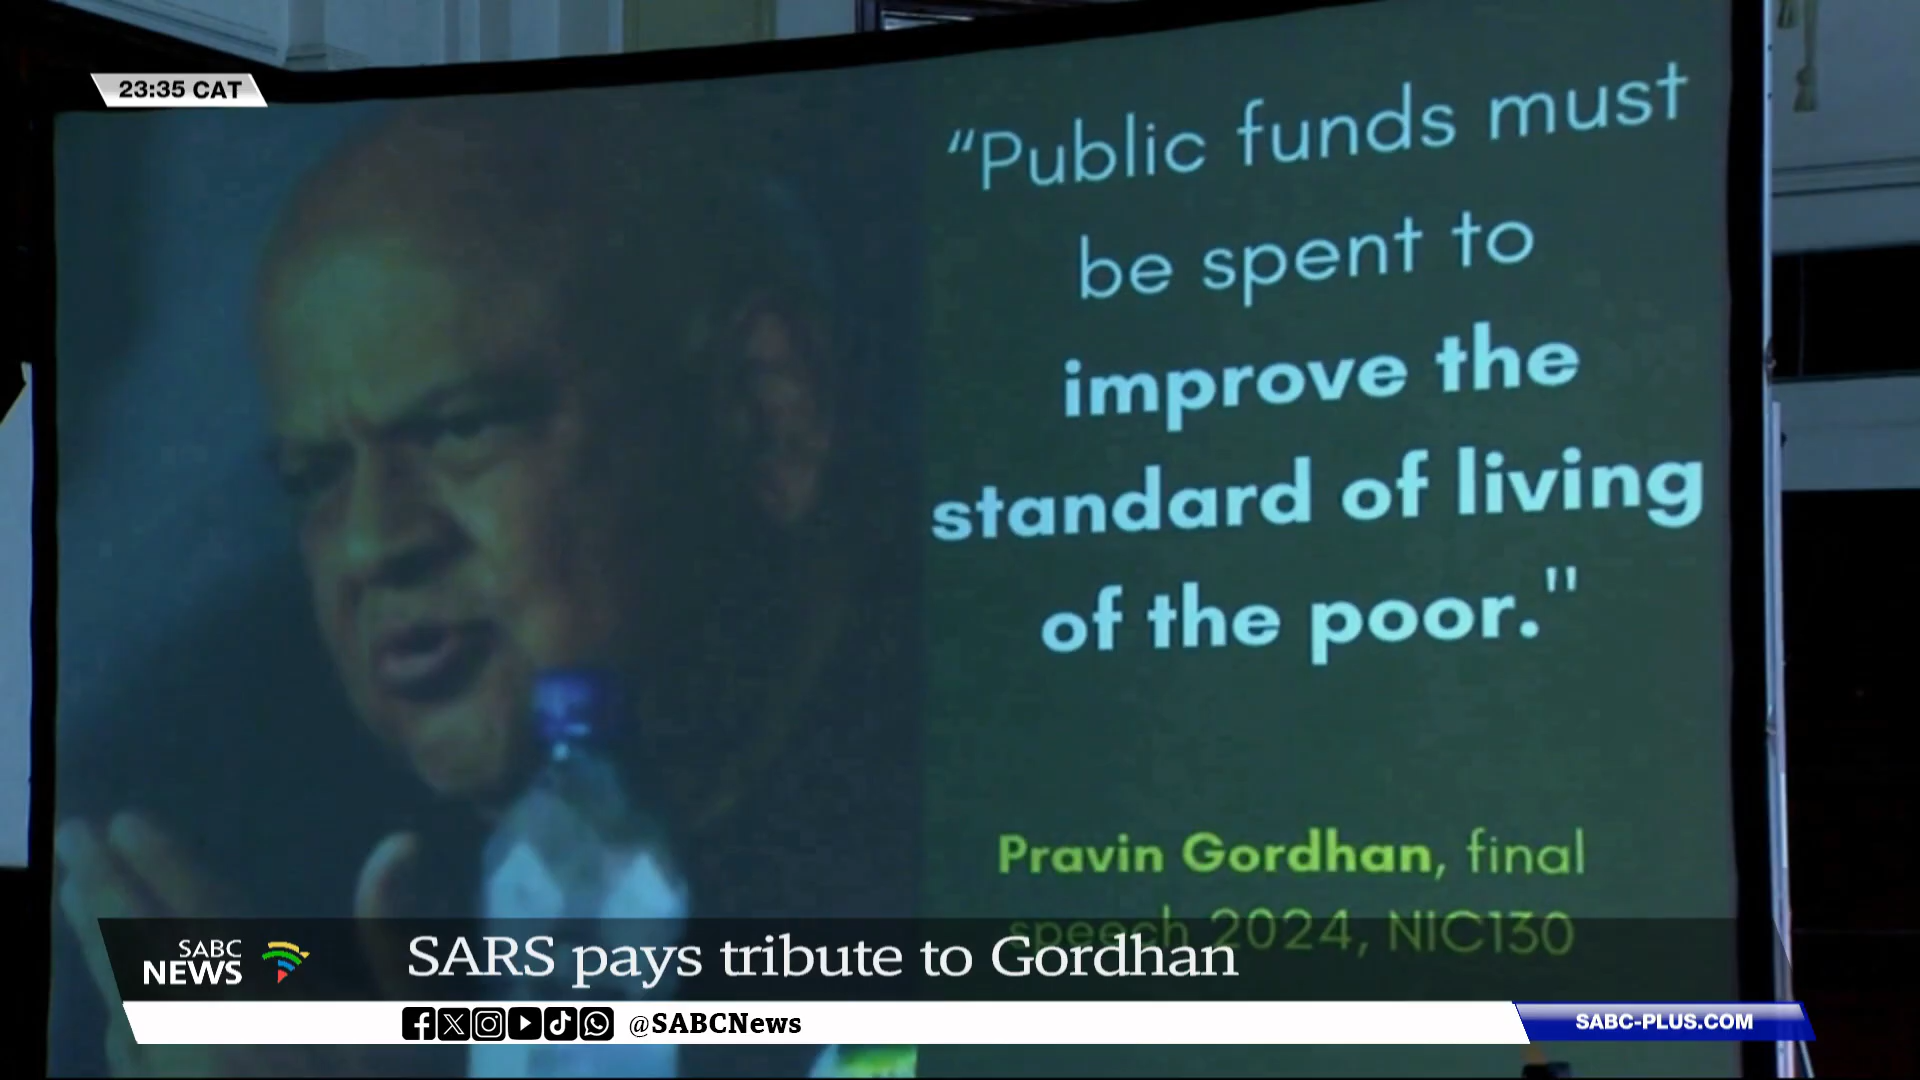 23:35 CAT
“Public funds must
be spent to
improve the
standard of living
of the poor."
Pravin Gordhan, final
speech 2024, NIC130
SABC
NEWS
SARS pays tribute to Gordhan
@SABCNews
SABC-PLUS.COM